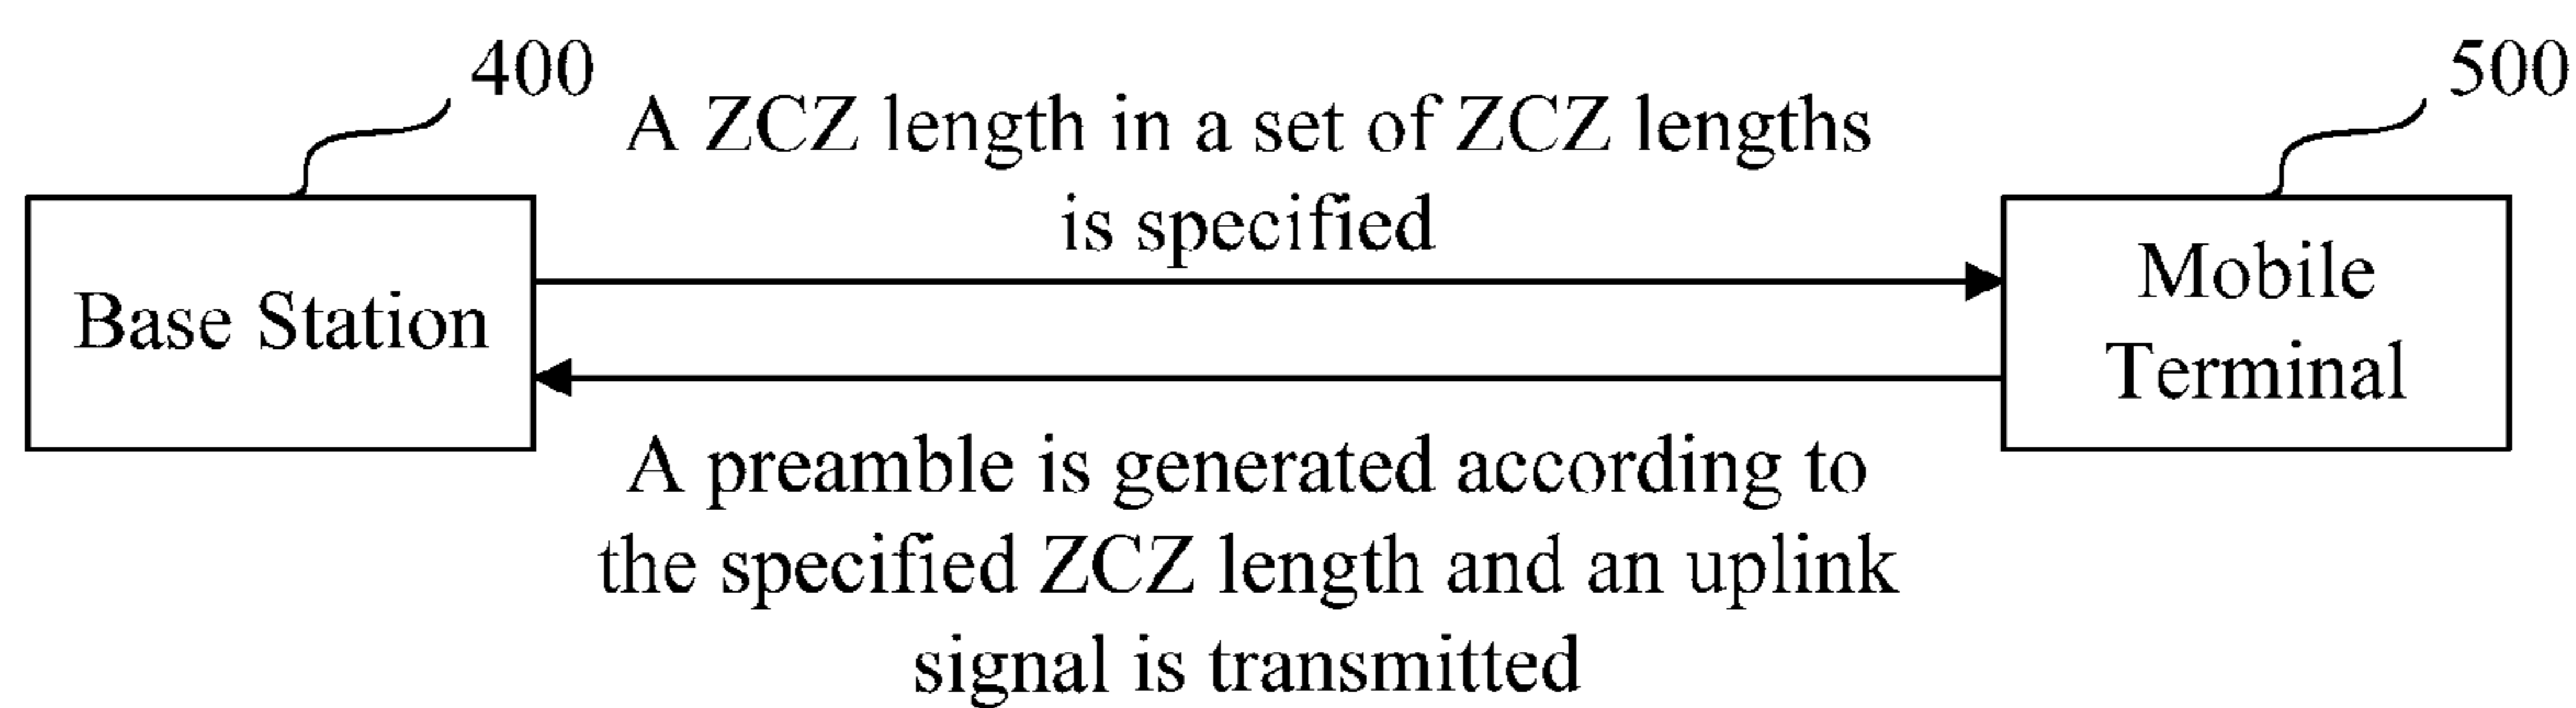 400
500
A ZCZ length in a set of ZCZ lengths
is specified
Base Station
Mobile
Terminal
A preamble is generated according to
the specified ZCZ length and an uplink
signal is transmitted